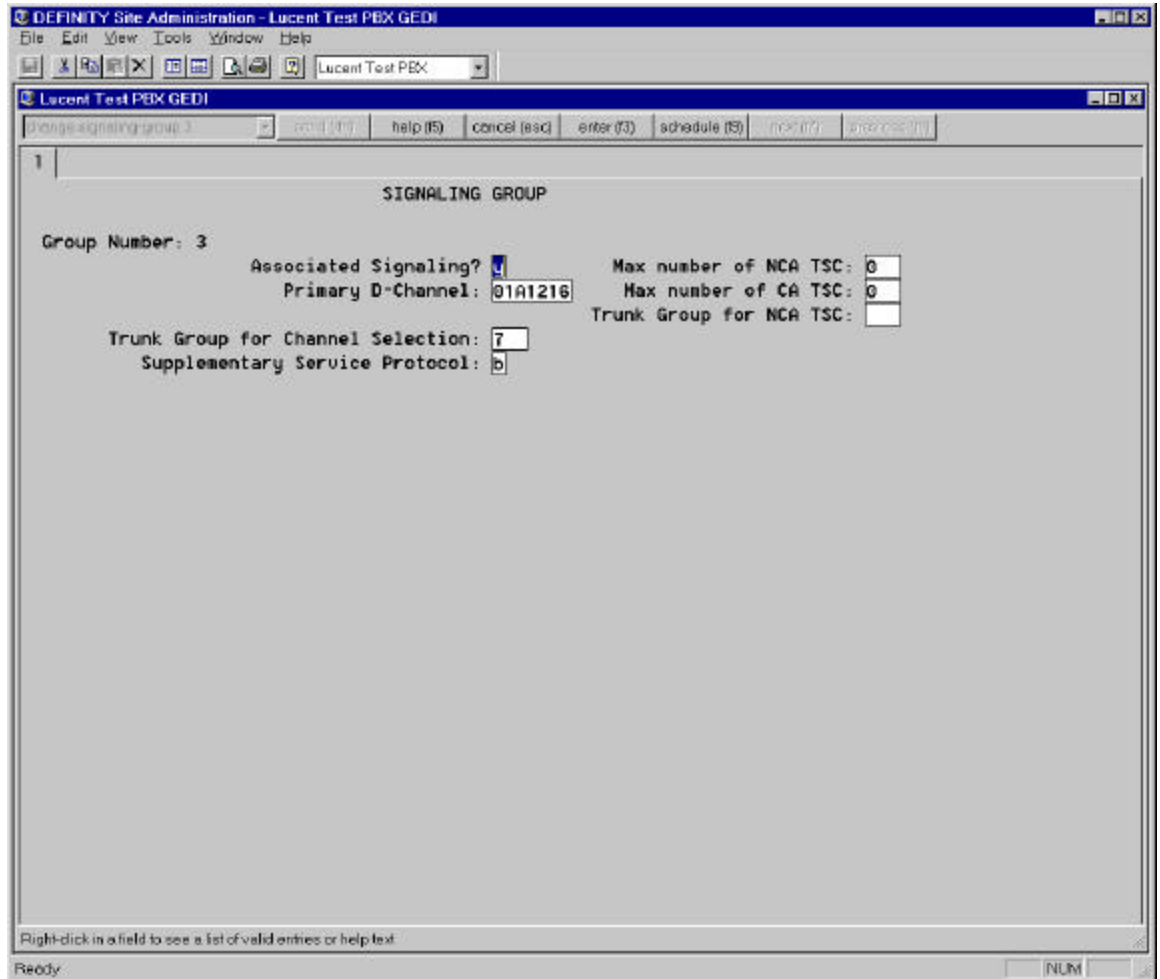 DEFINITY Site Administration - Lucent Test PBX GEDI
File Edit View Tools Window Help
Lucent Test PBX
Lucent Test PBX GEDI
change signaling-group 3 help (f5) cancel (esc) enter (f3) schedule (f9)
1
SIGNALING GROUP
Group Number: 3
Associated Signaling? y Max number of NCA TSC: 0
Primary D-Channel: 01A1216 Max number of CA TSC: 0
Trunk Group for NCA TSC:
Trunk Group for Channel Selection: 7
Supplementary Service Protocol: b
Right-click in a field to see a list of valid entries or help text
Ready NUM